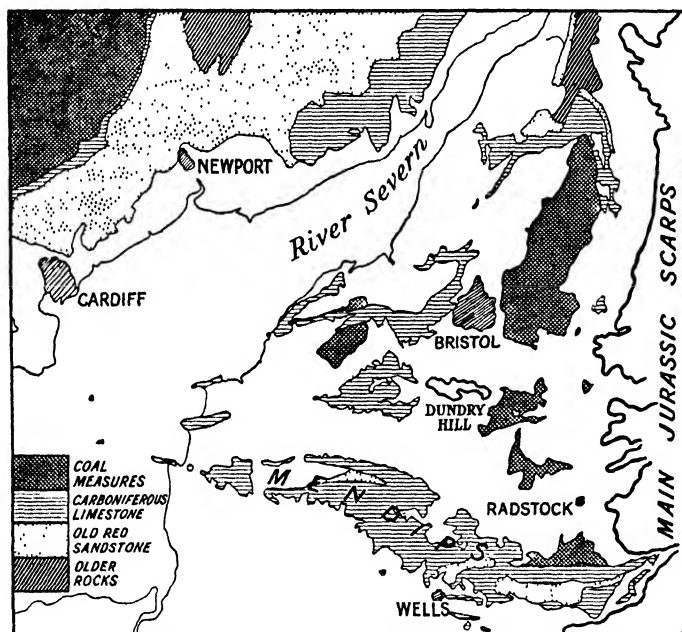 NEWPORT
River Severn
CARDIFF
BRISTOL
DUNDRY
HILL
MAIN JURASSIC SCARPS
MENDIPS
RADSTOCK
WELLS
COAL
MEASURES
CARBONIFEROUS
LIMESTONE
OLD RED
SANDSTONE
OLDER
ROCKS